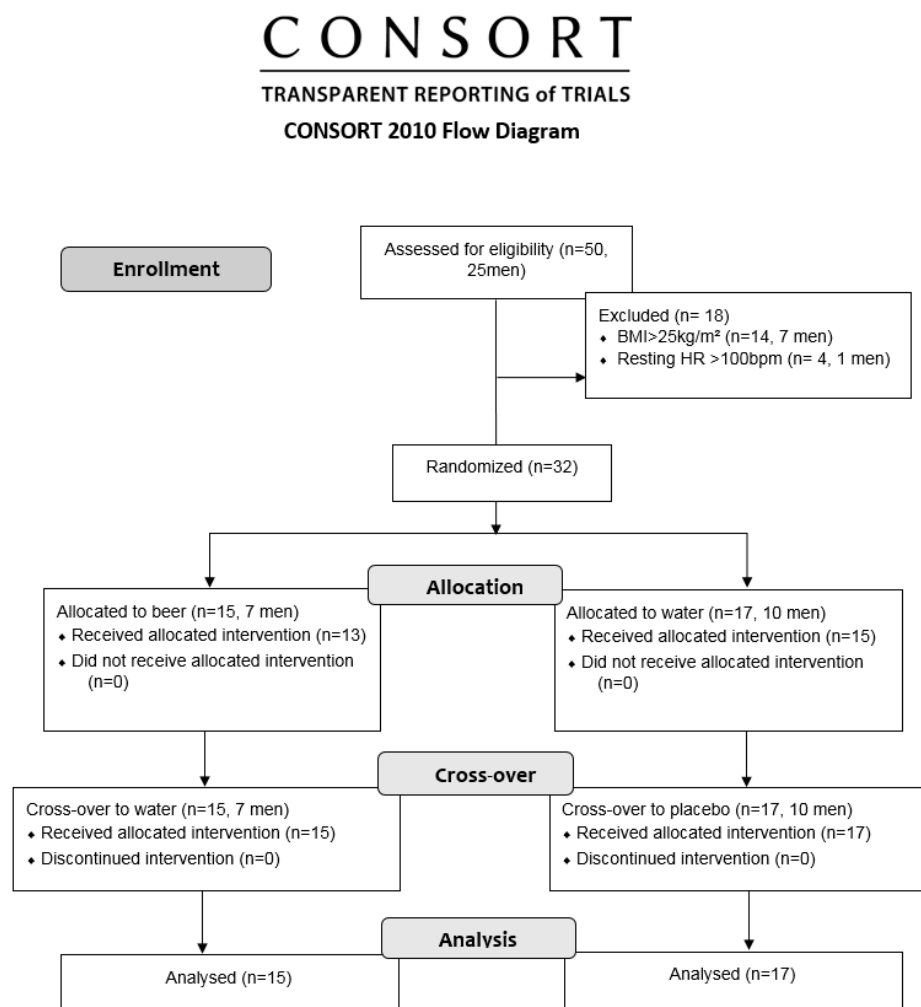 CONSORT
TRANSPARENT REPORTING of TRIALS
CONSORT 2010 Flow Diagram
Enrollment
Assessed for eligibility (n=50,
25men)
Excluded (n= 18)
⬥ BMI>25kg/m² (n=14, 7 men)
⬥ Resting HR >100bpm (n= 4, 1 men)
Randomized (n=32)
Allocation
Allocated to beer (n=15, 7 men)
⬥ Received allocated intervention (n=13)
⬥ Did not receive allocated intervention
(n=0)
Allocated to water (n=17, 10 men)
⬥ Received allocated intervention (n=15)
⬥ Did not receive allocated intervention
(n=0)
Cross-over
Cross-over to water (n=15, 7 men)
⬥ Received allocated intervention (n=15)
⬥ Discontinued intervention (n=0)
Cross-over to placebo (n=17, 10 men)
⬥ Received allocated intervention (n=17)
⬥ Discontinued intervention (n=0)
Analysis
Analysed (n=15)
Analysed (n=17)